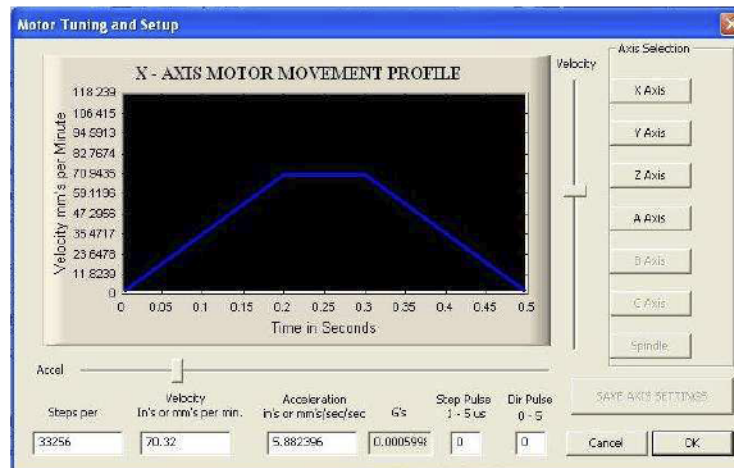 Motor Tuning and Setup
X - AXIS MOTOR MOVEMENT PROFILE
Velocity mm's per Minute
118.239
106.415
94.5913
82.7674
70.9435
59.1196
47.2956
35.4717
23.6478
11.8239
0
0 0.05 0.1 0.15 0.2 0.25 0.3 0.35 0.4 0.45 0.5
Time in Seconds
Velocity
Axis Selection
X Axis
Y Axis
Z Axis
A Axis
B Axis
C Axis
Spindle
Accel
Steps per
Velocity
In's or mm's per min.
Acceleration
in's or mm's/sec/sec
G's
Step Pulse
1 - 5 us
Dir Pulse
0 - 5
33256
70.32
5.882396
0.0005998
0
0
SAVE AXIS SETTINGS
Cancel
OK